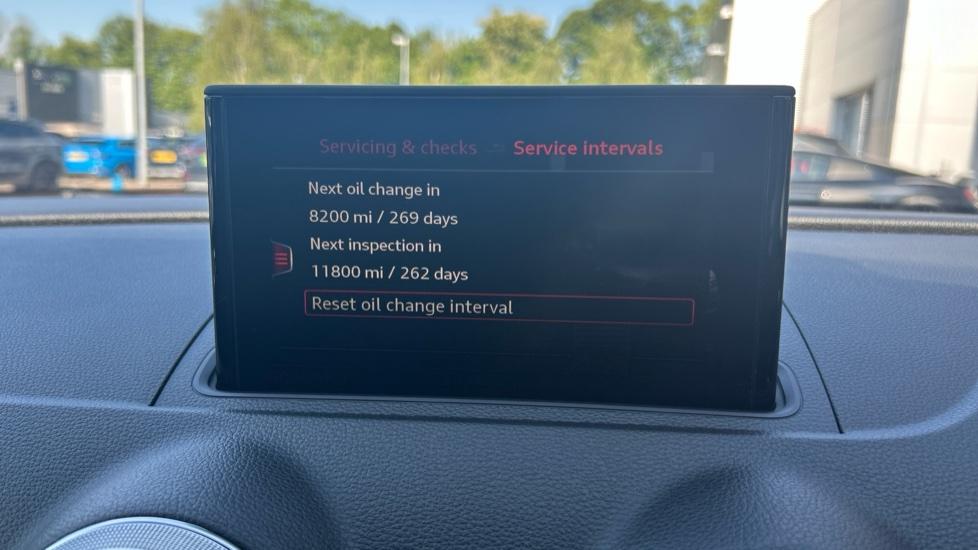 Servicing & checks Service intervals
Next oil change in
8200 mi / 269 days
Next inspection in
11800 mi / 262 days
Reset oil change interval